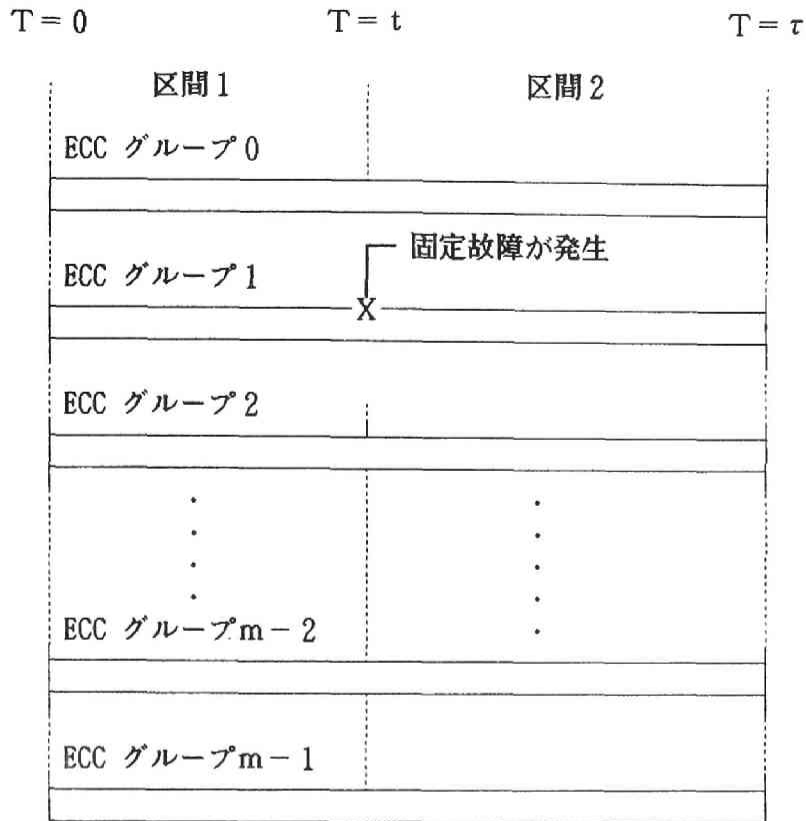 T = 0 T = t T = τ
区間1 区間2
ECC グループ0
固定故障が発生
ECC グループ1
X
ECC グループ2
ECC グループm－2
ECC グループm－1